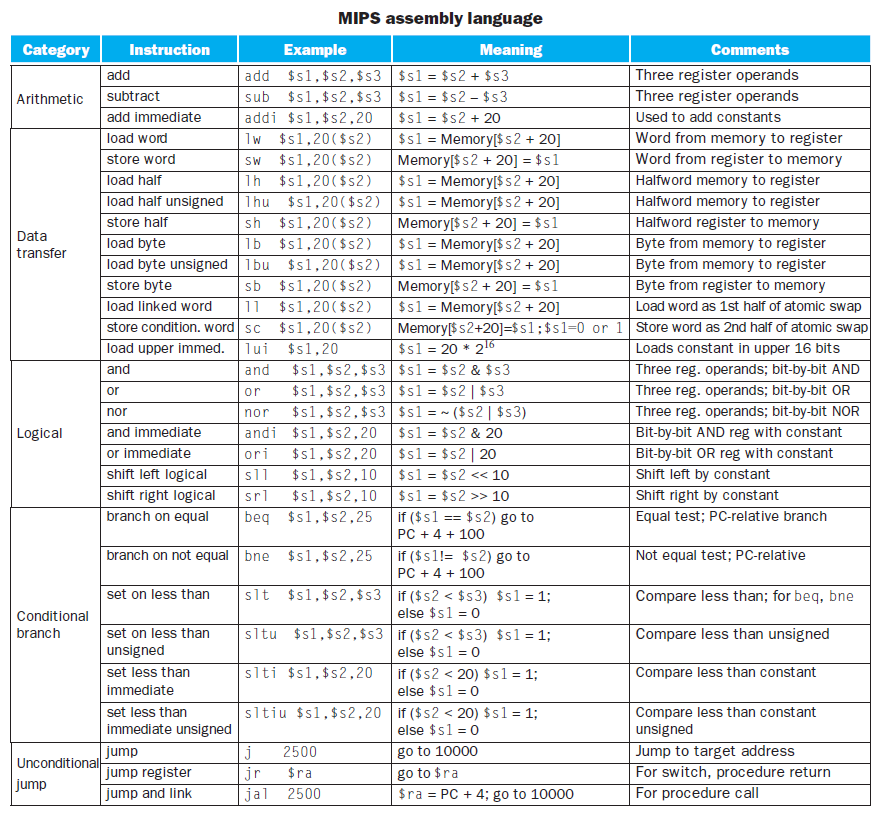 MIPS assembly language
Category Instruction Example Meaning Comments
Arithmetic
add add $s1,$s2,$s3 $s1 = $s2 + $s3 Three register operands
subtract sub $s1,$s2,$s3 $s1 = $s2 – $s3 Three register operands
add immediate addi $s1,$s2,20 $s1 = $s2 + 20 Used to add constants
Data transfer
load word lw $s1,20($s2) $s1 = Memory[$s2 + 20] Word from memory to register
store word sw $s1,20($s2) Memory[$s2 + 20] = $s1 Word from register to memory
load half lh $s1,20($s2) $s1 = Memory[$s2 + 20] Halfword memory to register
load half unsigned lhu $s1,20($s2) $s1 = Memory[$s2 + 20] Halfword memory to register
store half sh $s1,20($s2) Memory[$s2 + 20] = $s1 Halfword register to memory
load byte lb $s1,20($s2) $s1 = Memory[$s2 + 20] Byte from memory to register
load byte unsigned lbu $s1,20($s2) $s1 = Memory[$s2 + 20] Byte from memory to register
store byte sb $s1,20($s2) Memory[$s2 + 20] = $s1 Byte from register to memory
load linked word ll $s1,20($s2) $s1 = Memory[$s2 + 20] Load word as 1st half of atomic swap
store condition. word sc $s1,20($s2) Memory[$s2+20]=$s1;$s1=0 or 1 Store word as 2nd half of atomic swap
load upper immed. lui $s1,20 $s1 = 20 * 2¹⁶ Loads constant in upper 16 bits
Logical
and and $s1,$s2,$s3 $s1 = $s2 & $s3 Three reg. operands; bit-by-bit AND
or or $s1,$s2,$s3 $s1 = $s2 | $s3 Three reg. operands; bit-by-bit OR
nor nor $s1,$s2,$s3 $s1 = ~ ($s2 | $s3) Three reg. operands; bit-by-bit NOR
and immediate andi $s1,$s2,20 $s1 = $s2 & 20 Bit-by-bit AND reg with constant
or immediate ori $s1,$s2,20 $s1 = $s2 | 20 Bit-by-bit OR reg with constant
shift left logical sll $s1,$s2,10 $s1 = $s2 << 10 Shift left by constant
shift right logical srl $s1,$s2,10 $s1 = $s2 >> 10 Shift right by constant
Conditional branch
branch on equal beq $s1,$s2,25 if ($s1 == $s2) go to
PC + 4 + 100
Equal test; PC-relative branch
branch on not equal bne $s1,$s2,25 if ($s1!= $s2) go to
PC + 4 + 100
Not equal test; PC-relative
set on less than slt $s1,$s2,$s3 if ($s2 < $s3) $s1 = 1;
else $s1 = 0
Compare less than; for beq, bne
set on less than
unsigned
sltu $s1,$s2,$s3 if ($s2 < $s3) $s1 = 1;
else $s1 = 0
Compare less than unsigned
set less than
immediate
slti $s1,$s2,20 if ($s2 < 20) $s1 = 1;
else $s1 = 0
Compare less than constant
set less than
immediate unsigned
sltiu $s1,$s2,20 if ($s2 < 20) $s1 = 1;
else $s1 = 0
Compare less than constant
unsigned
Unconditional jump
jump j 2500 go to 10000 Jump to target address
jump register jr $ra go to $ra For switch, procedure return
jump and link jal 2500 $ra = PC + 4; go to 10000 For procedure call